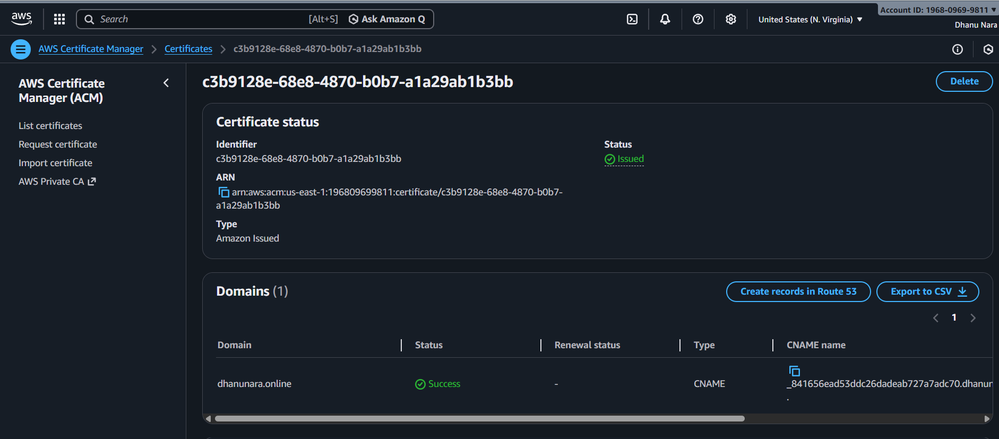 aws
Search [Alt+S] Ask Amazon Q
United States (N. Virginia) ▼
Account ID: 1968-0969-9811 ▼
Dhanu Nara
AWS Certificate Manager > Certificates > c3b9128e-68e8-4870-b0b7-a1a29ab1b3bb
AWS Certificate
Manager (ACM)
List certificates
Request certificate
Import certificate
AWS Private CA
c3b9128e-68e8-4870-b0b7-a1a29ab1b3bb
Delete
Certificate status
Identifier
c3b9128e-68e8-4870-b0b7-a1a29ab1b3bb
ARN
arn:aws:acm:us-east-1:196809699811:certificate/c3b9128e-68e8-4870-b0b7-
a1a29ab1b3bb
Type
Amazon Issued
Status
Issued
Domains (1)
Create records in Route 53
Export to CSV
1
Domain Status Renewal status Type CNAME name
dhanunara.online Success - CNAME _841656ead53ddc26dadeab727a7adc70.dhanun
.